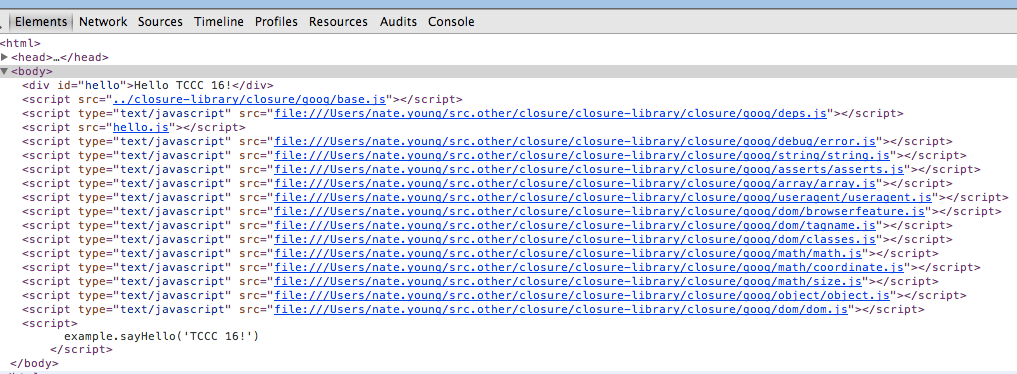 Elements Network Sources Timeline Profiles Resources Audits Console
<html>
<head>…</head>
<body>
<div id="hello">Hello TCCC 16!</div>
<script src="../closure-library/closure/goog/base.js"></script>
<script type="text/javascript" src="file:///Users/nate.young/src.other/closure/closure-library/closure/goog/deps.js"></script>
<script src="hello.js"></script>
<script type="text/javascript" src="file:///Users/nate.young/src.other/closure/closure-library/closure/goog/debug/error.js"></script>
<script type="text/javascript" src="file:///Users/nate.young/src.other/closure/closure-library/closure/goog/string/string.js"></script>
<script type="text/javascript" src="file:///Users/nate.young/src.other/closure/closure-library/closure/goog/asserts/asserts.js"></script>
<script type="text/javascript" src="file:///Users/nate.young/src.other/closure/closure-library/closure/goog/array/array.js"></script>
<script type="text/javascript" src="file:///Users/nate.young/src.other/closure/closure-library/closure/goog/useragent/useragent.js"></script>
<script type="text/javascript" src="file:///Users/nate.young/src.other/closure/closure-library/closure/goog/dom/browserfeature.js"></script>
<script type="text/javascript" src="file:///Users/nate.young/src.other/closure/closure-library/closure/goog/dom/tagname.js"></script>
<script type="text/javascript" src="file:///Users/nate.young/src.other/closure/closure-library/closure/goog/dom/classes.js"></script>
<script type="text/javascript" src="file:///Users/nate.young/src.other/closure/closure-library/closure/goog/math/math.js"></script>
<script type="text/javascript" src="file:///Users/nate.young/src.other/closure/closure-library/closure/goog/math/coordinate.js"></script>
<script type="text/javascript" src="file:///Users/nate.young/src.other/closure/closure-library/closure/goog/math/size.js"></script>
<script type="text/javascript" src="file:///Users/nate.young/src.other/closure/closure-library/closure/goog/object/object.js"></script>
<script type="text/javascript" src="file:///Users/nate.young/src.other/closure/closure-library/closure/goog/dom/dom.js"></script>
<script>
example.sayHello('TCCC 16!')
</script>
</body>